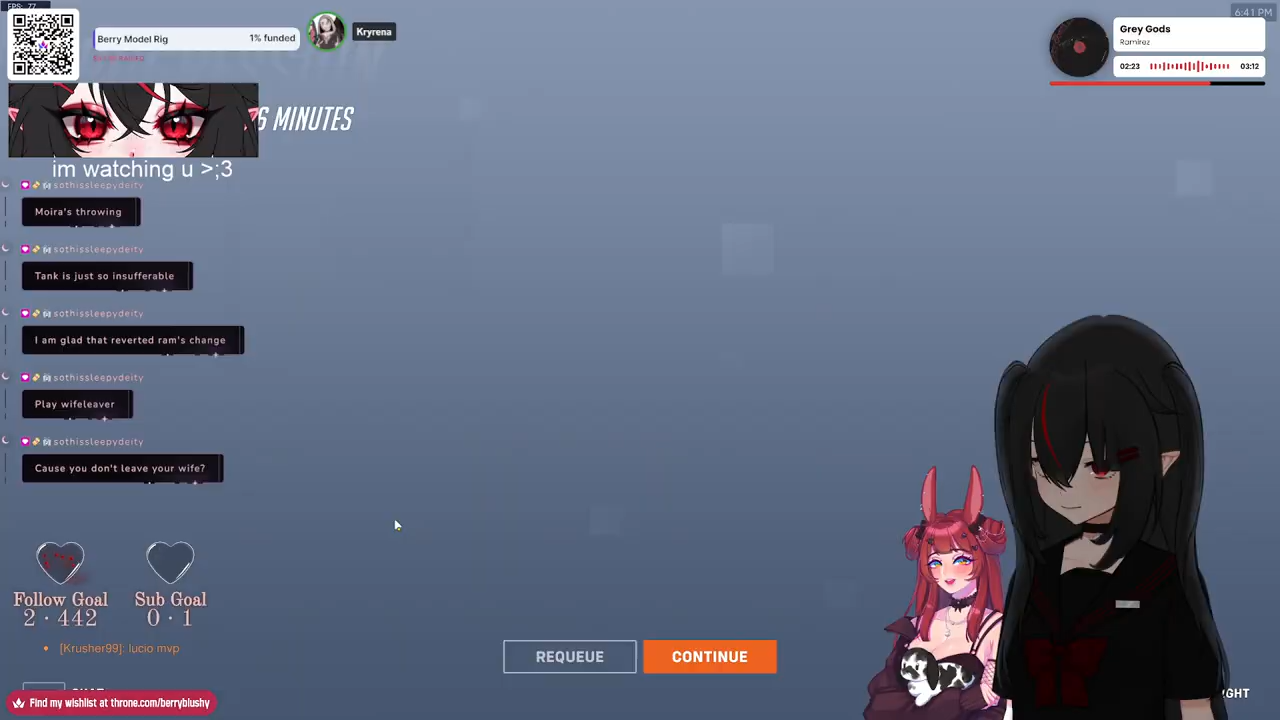 FPS: 77
6:41 PM
Berry Model Rig
1% funded
Kryrena
Grey Gods
Ramirez
02:23
03:12
6 MINUTES
im watching u >;3
sothissleepydeity
Moira's throwing
sothissleepydeity
Tank is just so insufferable
sothissleepydeity
I am glad that reverted ram's change
sothissleepydeity
Play wifeleaver
sothissleepydeity
Cause you don't leave your wife?
Follow Goal
2 · 442
Sub Goal
0 · 1
[Krusher99]: lucio mvp
REQUEUE
CONTINUE
Find my wishlist at throne.com/berryblushy